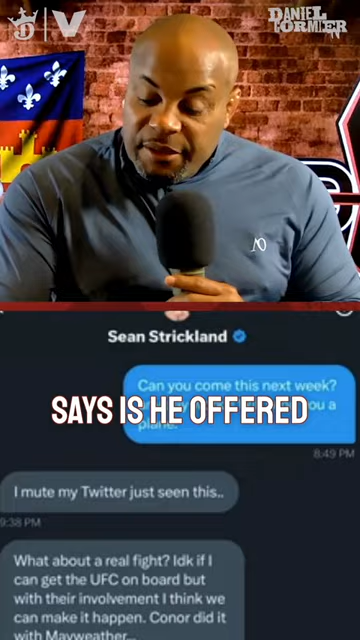 DANIEL
CORMIER
Sean Strickland
Can you come this next week?
SAYS IS HE OFFERED
plane.
8:49 PM
I mute my Twitter just seen this..
9:38 PM
What about a real fight? Idk if I
can get the UFC on board but
with their involvement I think we
can make it happen. Conor did it
with Mayweather...